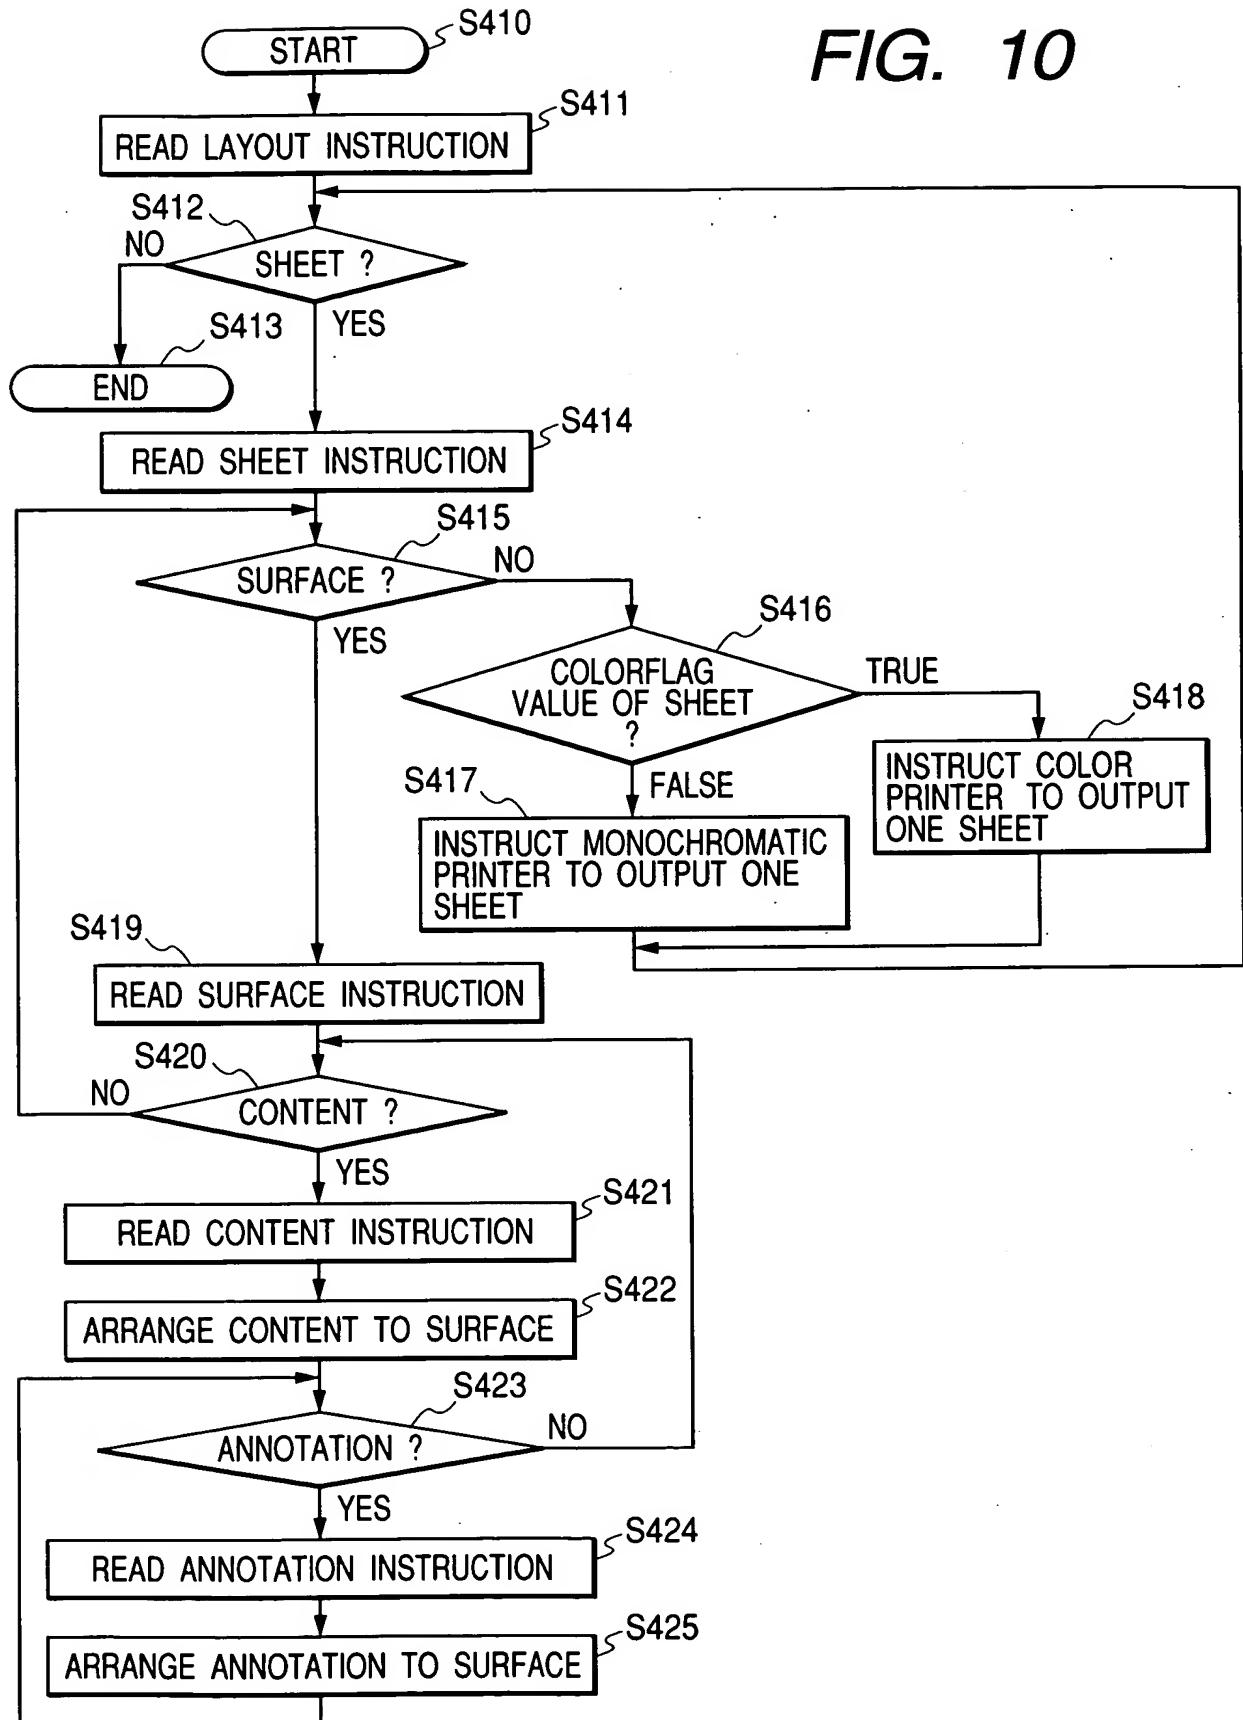 FIG. 10
S410
START
S411
READ LAYOUT INSTRUCTION
S412
NO
SHEET ?
YES
S413
END
S414
READ SHEET INSTRUCTION
S415
SURFACE ?
NO
YES
S416
COLORFLAG
VALUE OF SHEET
?
TRUE
FALSE
S418
INSTRUCT COLOR
PRINTER TO OUTPUT
ONE SHEET
S417
INSTRUCT MONOCHROMATIC
PRINTER TO OUTPUT ONE
SHEET
S419
READ SURFACE INSTRUCTION
S420
NO
CONTENT ?
YES
S421
READ CONTENT INSTRUCTION
S422
ARRANGE CONTENT TO SURFACE
S423
ANNOTATION ?
NO
YES
S424
READ ANNOTATION INSTRUCTION
S425
ARRANGE ANNOTATION TO SURFACE